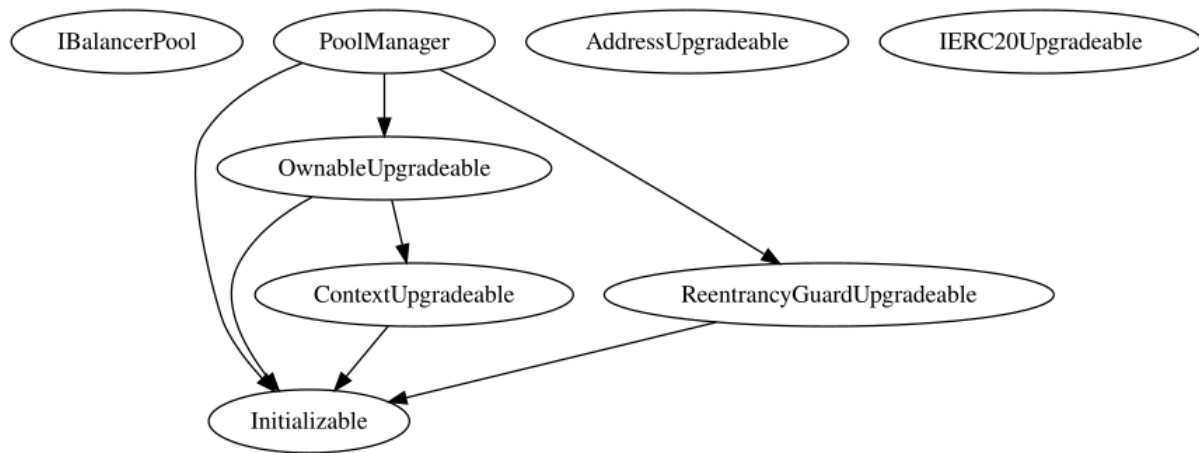 IBalancerPool
PoolManager
AddressUpgradeable
IERC20Upgradeable
OwnableUpgradeable
ContextUpgradeable
ReentrancyGuardUpgradeable
Initializable